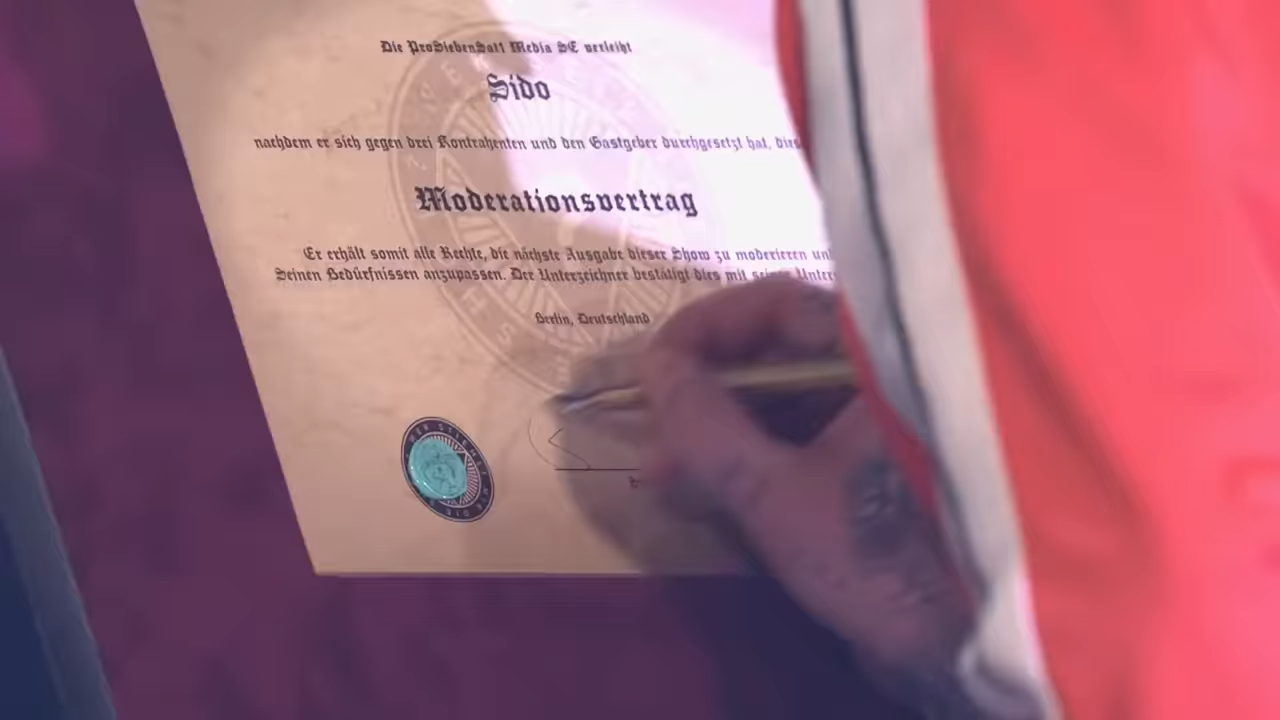 Die ProSiebenSat1 Media SE verleiht
Sido
nachdem er sich gegen drei Kontrahenten und den Gastgeber durchgesetzt hat, dies
Moderationsvertrag
Er erhält somit alle Rechte, die nächste Ausgabe dieser Show zu moderieren
Seinen Bedürfnissen anzupassen. Der Unterzeichner bestätigt dies mit seiner
Berlin, Deutschland